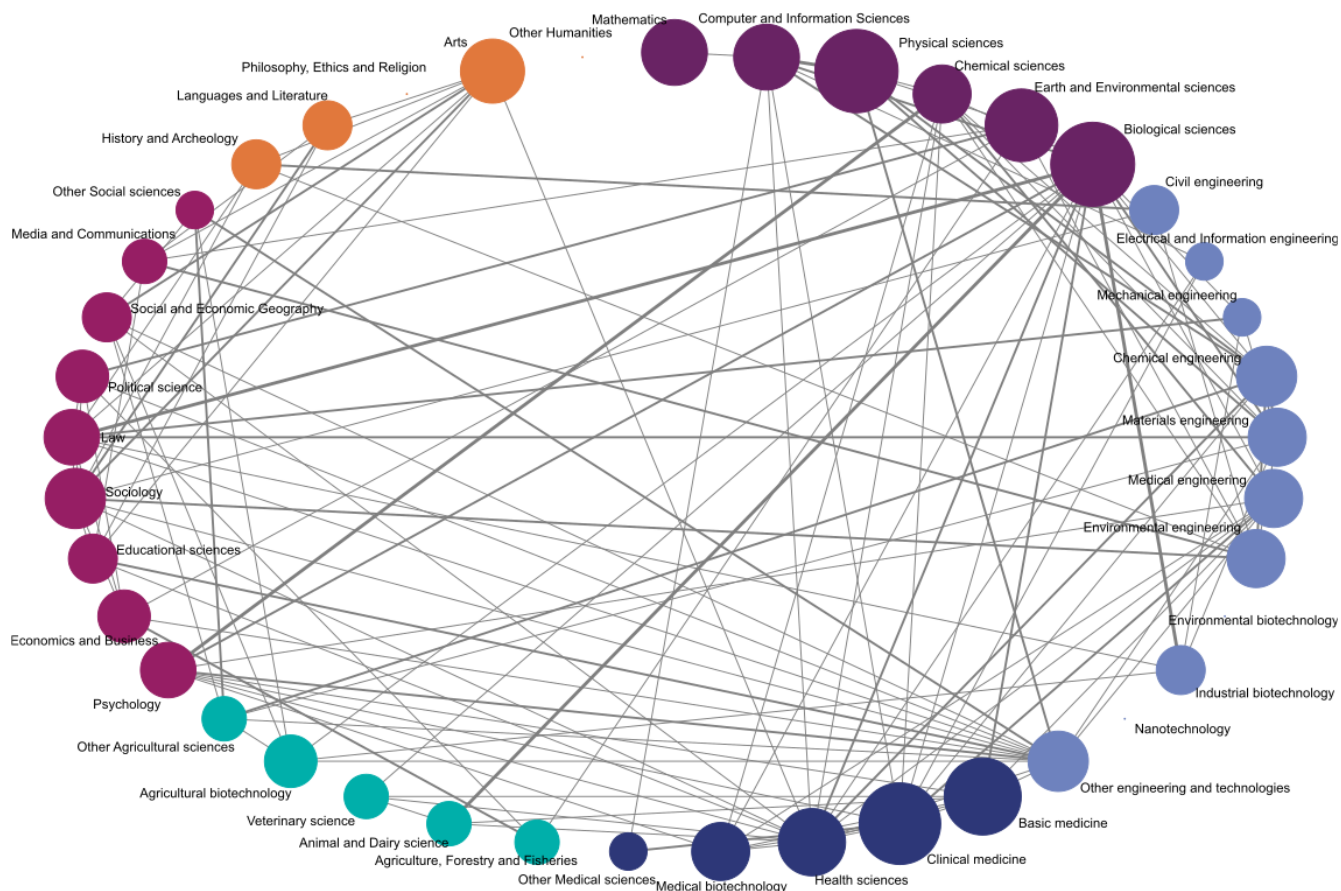 Mathematics
Computer and Information Sciences
Physical sciences
Chemical sciences
Earth and Environmental sciences
Biological sciences
Civil engineering
Electrical and Information engineering
Mechanical engineering
Chemical engineering
Materials engineering
Medical engineering
Environmental engineering
Environmental biotechnology
Industrial biotechnology
Nanotechnology
Other engineering and technologies
Basic medicine
Clinical medicine
Health sciences
Medical biotechnology
Other Medical sciences
Agriculture, Forestry and Fisheries
Animal and Dairy science
Veterinary science
Agricultural biotechnology
Other Agricultural sciences
Psychology
Economics and Business
Educational sciences
Sociology
Law
Political science
Social and Economic Geography
Media and Communications
Other Social sciences
History and Archeology
Languages and Literature
Philosophy, Ethics and Religion
Arts
Other Humanities